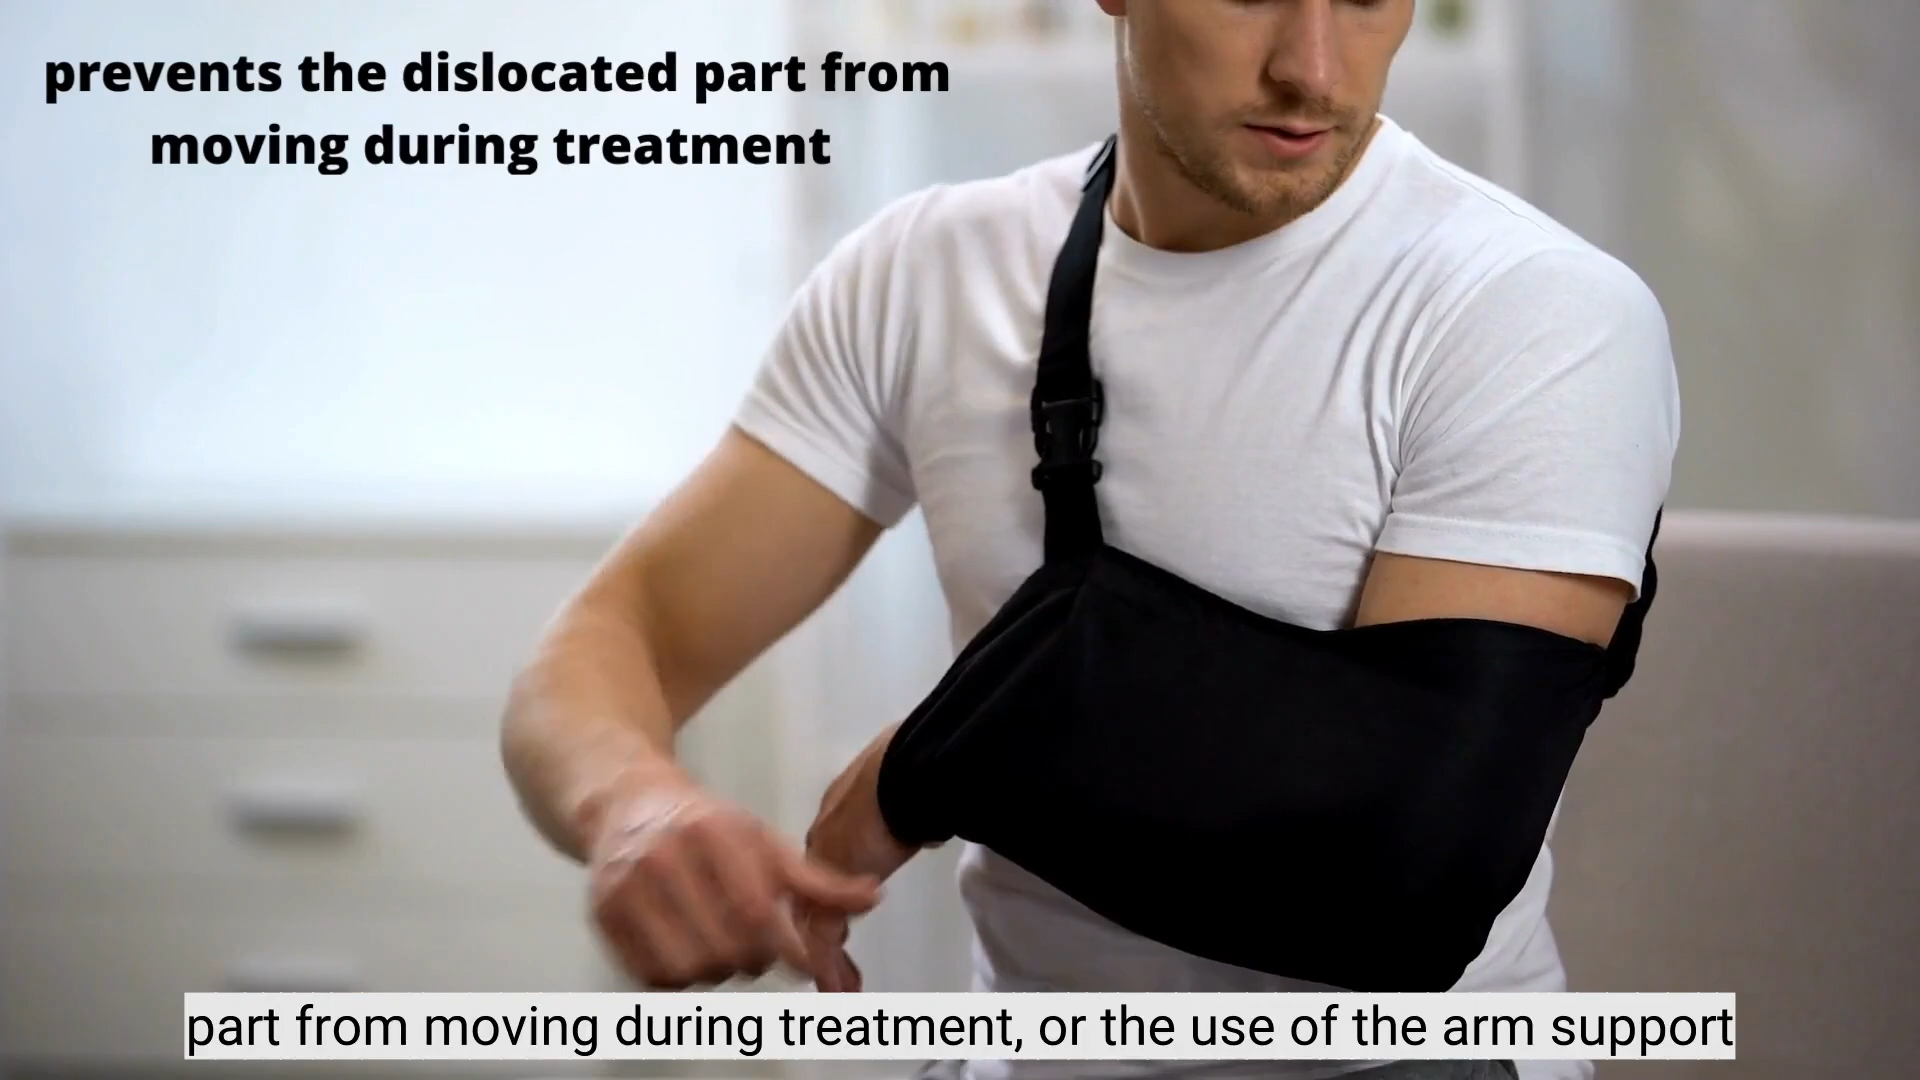 prevents the dislocated part from
moving during treatment
part from moving during treatment, or the use of the arm support